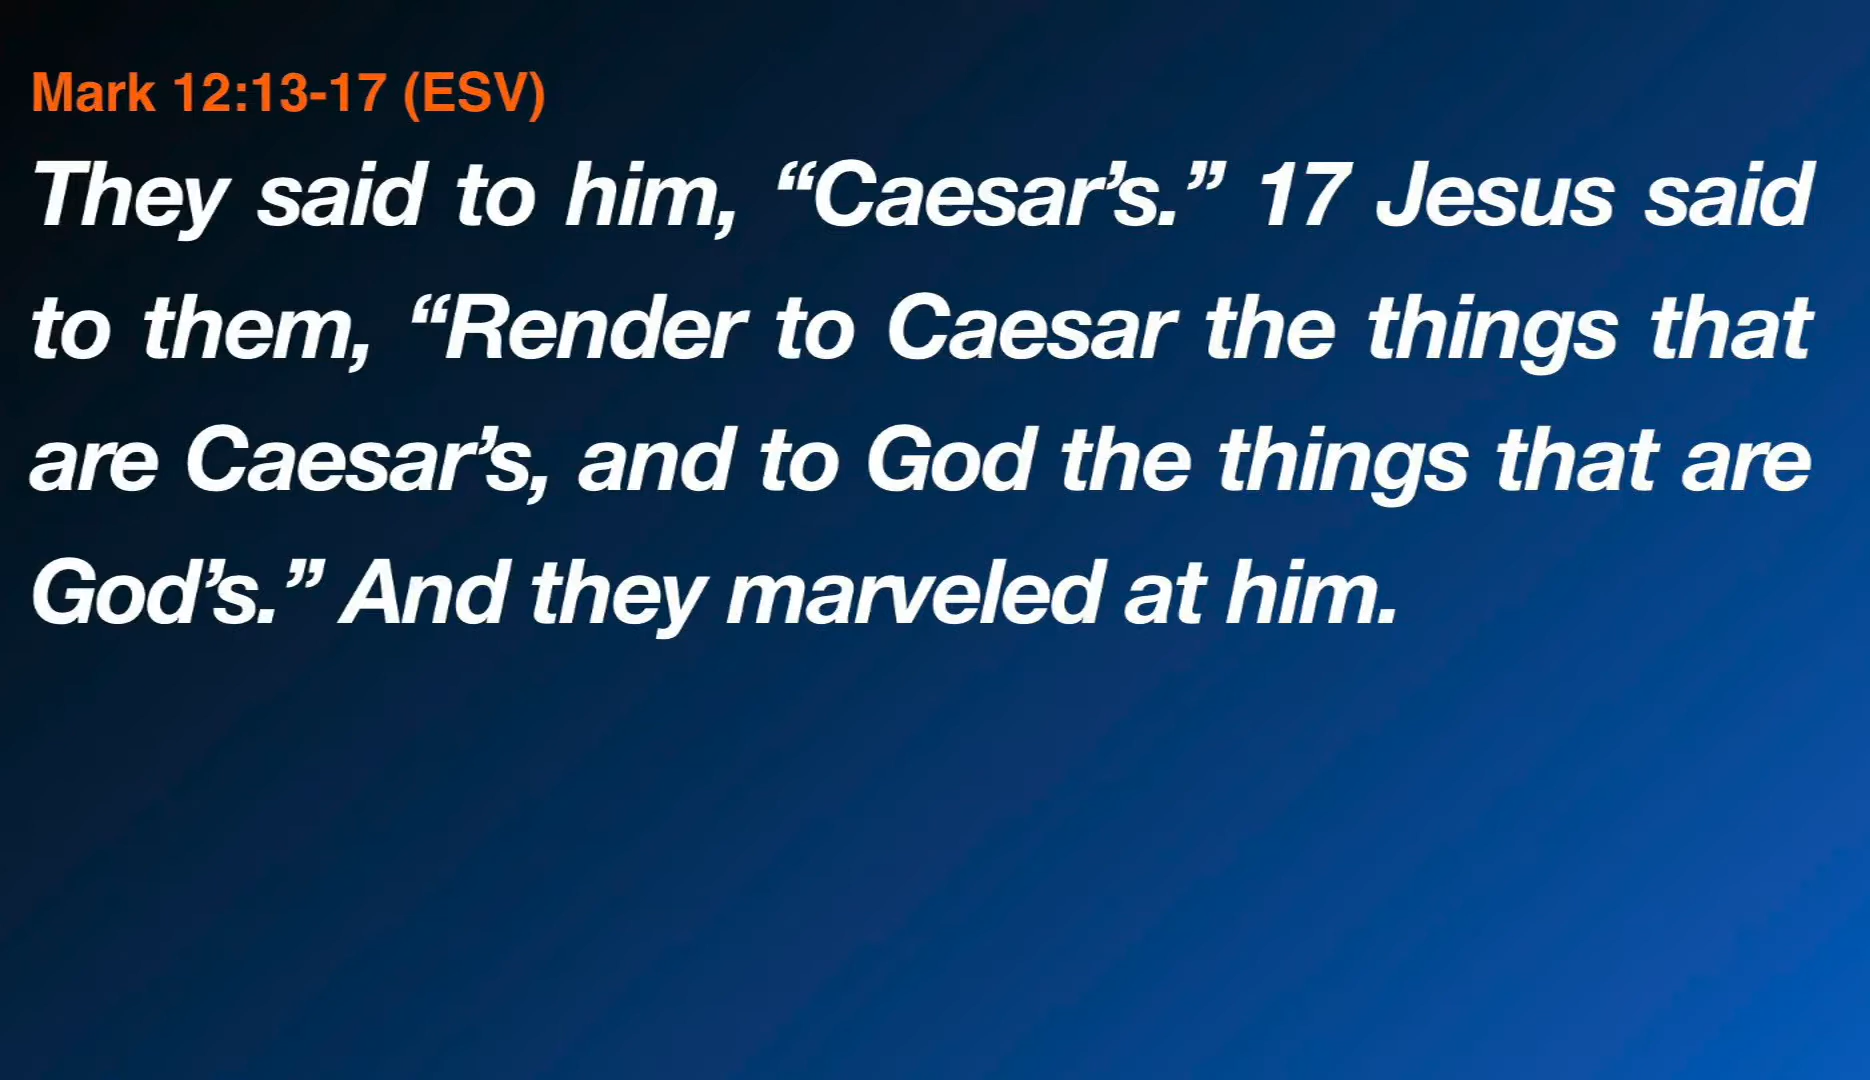 Mark 12:13-17 (ESV)
They said to him, “Caesar’s.” 17 Jesus said
to them, “Render to Caesar the things that
are Caesar’s, and to God the things that are
God’s.” And they marveled at him.